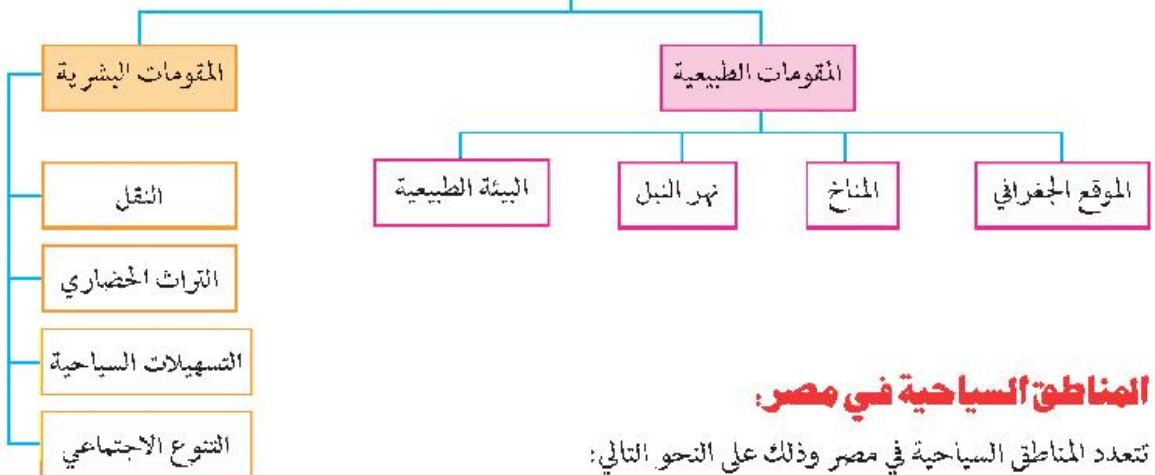 المقومات الطبيعية
المقومات البشرية
الموقع الجغرافي
المناخ
نهر النيل
البيئة الطبيعية
النقل
التراث الحضاري
التسهيلات السياحية
التنوع الاجتماعي
المناطق السياحية في مصر:
تتعدد المناطق السياحية في مصر وذلك على النحو التالي: